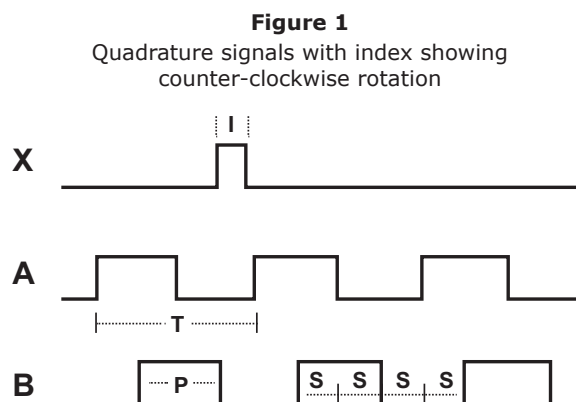 Figure 1
Quadrature signals with index showing
counter-clockwise rotation
I
X
A
T
B
P
S S S S